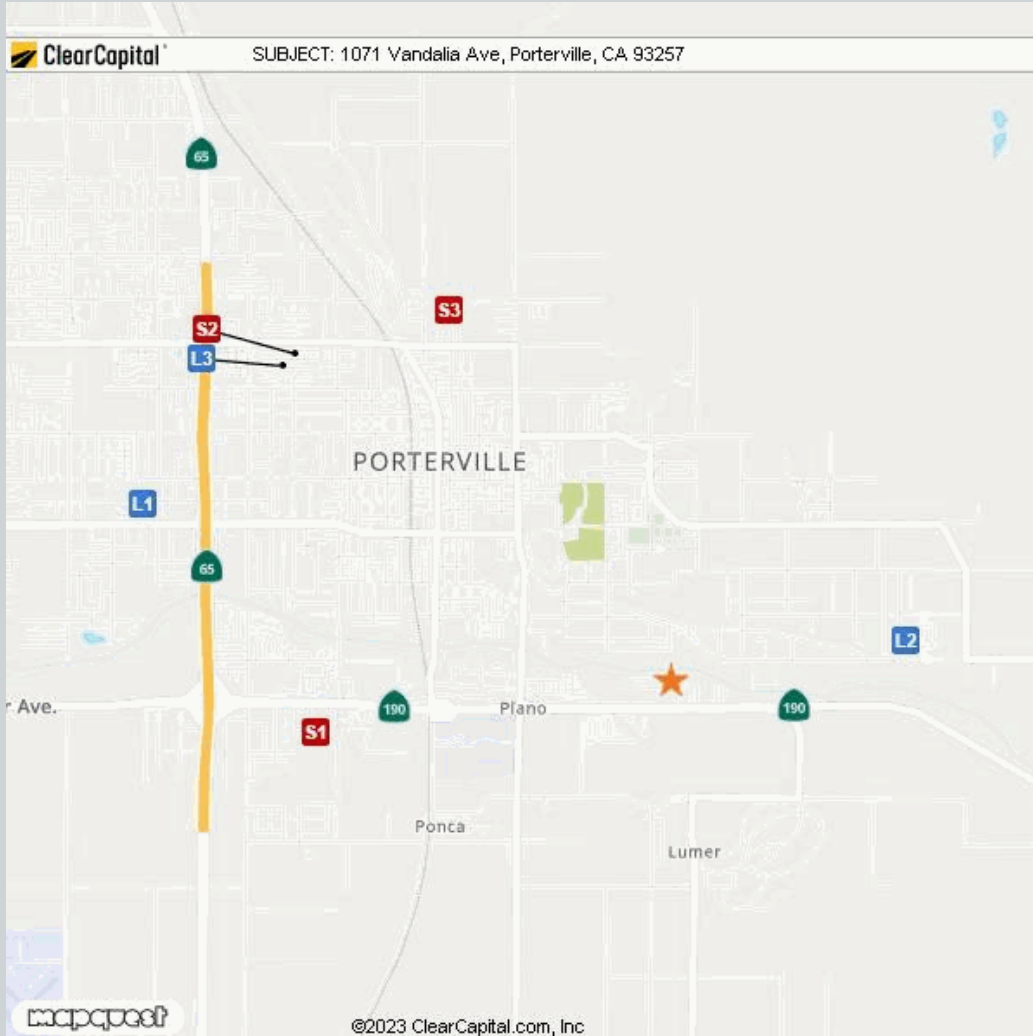 ClearCapital
SUBJECT: 1071 Vandalia Ave, Porterville, CA 93257
65
S3
S2
L3
PORTERVILLE
L1
65
L2
r Ave.
190
Plano
190
S1
Ponca
Lumer
mapquest
©2023 ClearCapital.com, Inc